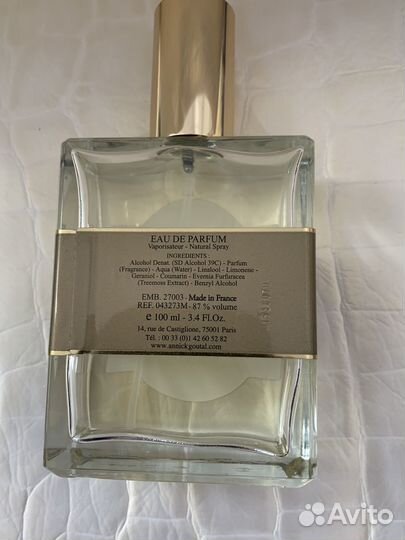 EAU DE PARFUM
Vaporisateur - Natural Spray
INGREDIENTS :
Alcohol Denat. (SD Alcohol 39C) - Parfum
(Fragrance) - Aqua (Water) - Linalool - Limonene -
Geraniol - Coumarin - Evernia Furfuracea
(Treemoss Extract) - Benzyl Alcohol
EMB. 27003 - Made in France
REF. 043273M - 87 % volume
e 100 ml - 3.4 Fl.Oz.
14, rue de Castiglione, 75001 Paris
Tél. : 00 33 (0)1 42 60 52 82
www.annickgoutal.com
Avito